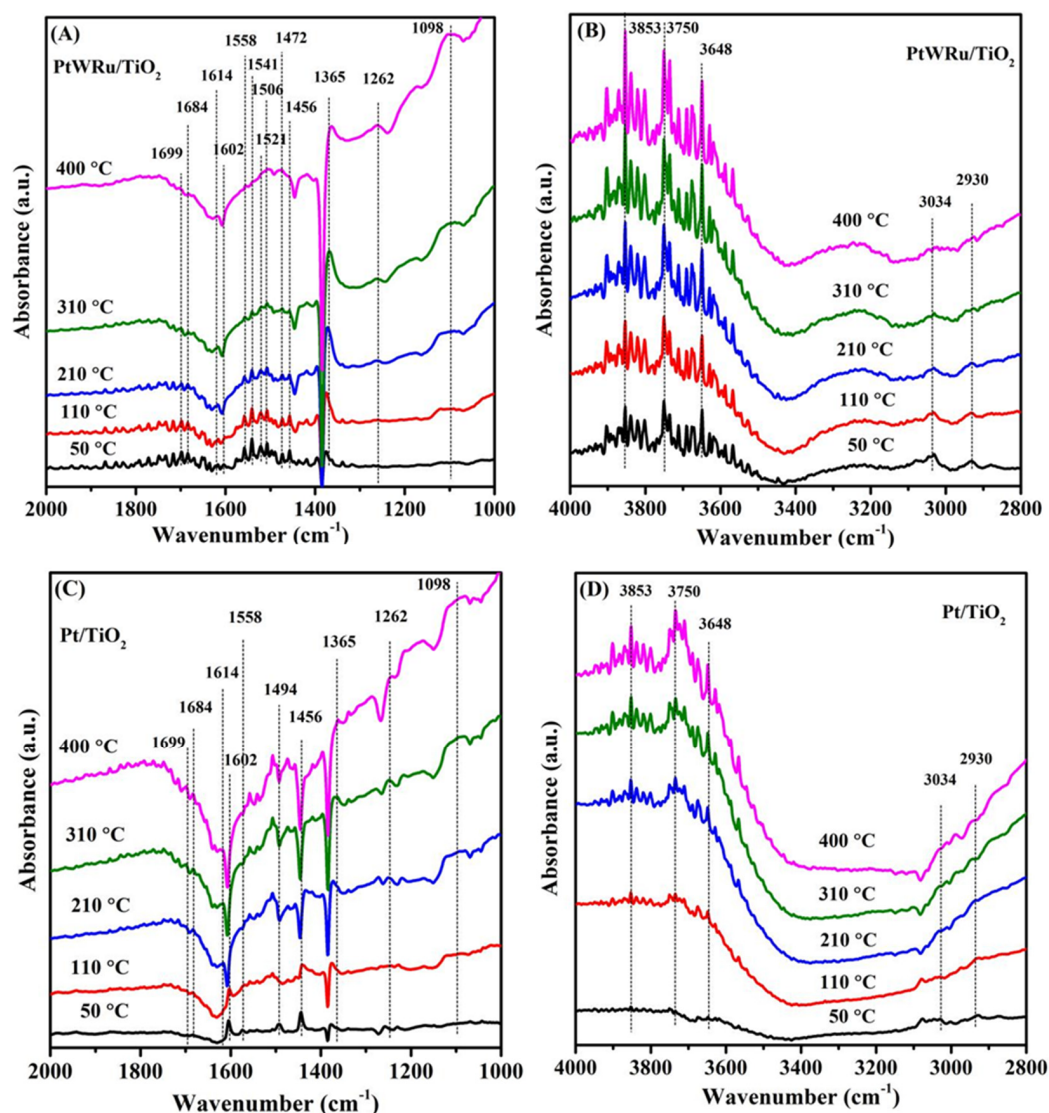 (A)
PtWRu/TiO2
1699
1684
1614
1602
1558
1541
1506
1521
1472
1456
1365
1262
1098
400 °C
310 °C
210 °C
110 °C
50 °C
Absorbance (a.u.)
2000 1800 1600 1400 1200 1000
Wavenumber (cm-1)
(B)
PtWRu/TiO2
3853 3750
3648
3034
2930
400 °C
310 °C
210 °C
110 °C
50 °C
Absorbence (a.u.)
4000 3800 3600 3400 3200 3000 2800
Wavenumber (cm-1)
(C)
Pt/TiO2
1699
1684
1614
1602
1558
1494
1456
1365
1262
1098
400 °C
310 °C
210 °C
110 °C
50 °C
Absorbance (a.u.)
2000 1800 1600 1400 1200 1000
Wavenumber (cm-1)
(D)
Pt/TiO2
3853 3750
3648
3034
2930
400 °C
310 °C
210 °C
110 °C
50 °C
Absorbance (a.u.)
4000 3800 3600 3400 3200 3000 2800
Wavenumber (cm-1)